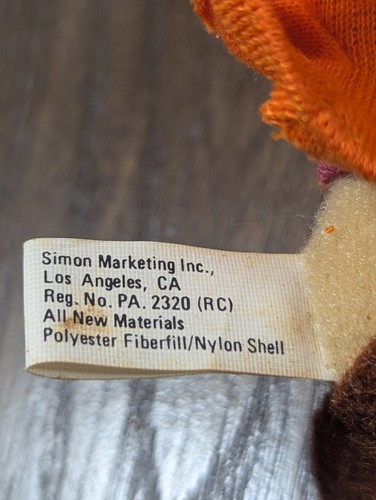 Simon Marketing Inc.,
Los Angeles, CA
Reg. No. PA. 2320 (RC)
All New Materials
Polyester Fiberfill/Nylon Shell